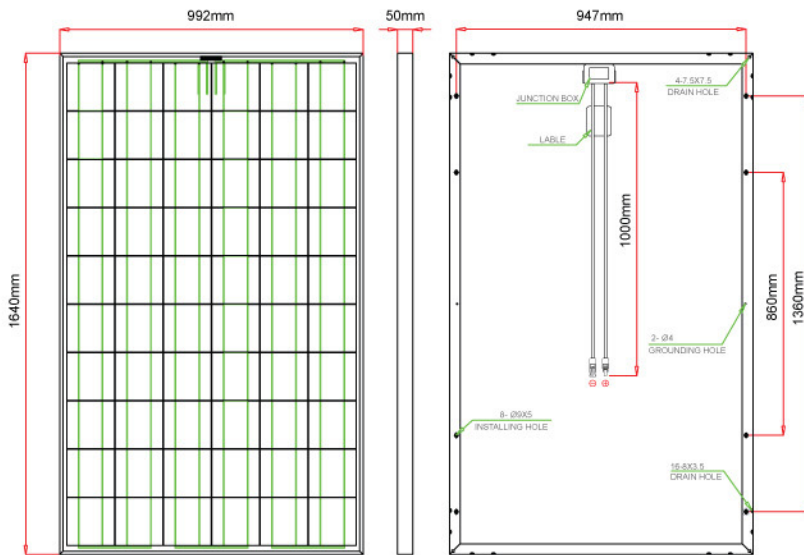 992mm
50mm
947mm
1640mm
JUNCTION BOX
LABLE
1000mm
4-7.5X7.5
DRAIN HOLE
860mm
1360mm
2- Ø4
GROUNDING HOLE
8- Ø9X5
INSTALLING HOLE
16-8X3.5
DRAIN HOLE